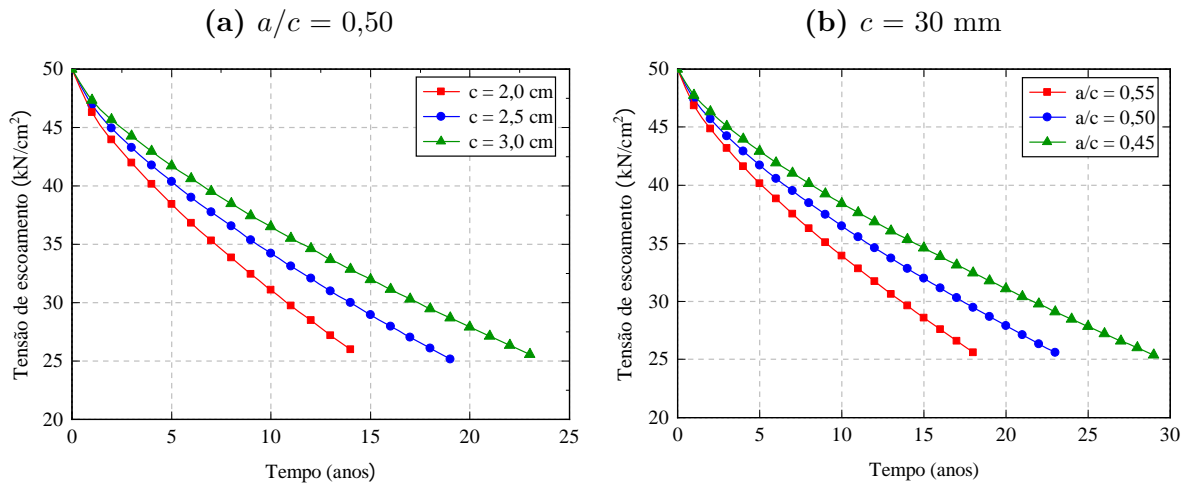 (a) a/c = 0,50
50
45
40
35
30
25
20
0
5
10
15
20
25
Tensão de escoamento (kN/cm²)
Tempo (anos)
c = 2,0 cm
c = 2,5 cm
c = 3,0 cm
(b) c = 30 mm
50
45
40
35
30
25
20
0
5
10
15
20
25
30
Tensão de escoamento (kN/cm²)
Tempo (anos)
a/c = 0,55
a/c = 0,50
a/c = 0,45